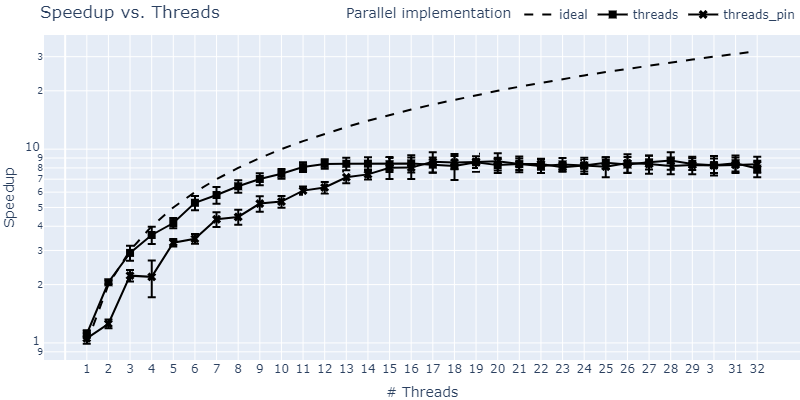 Speedup vs. Threads
Parallel implementation ideal threads threads_pin
3
2
10
9
8
7
6
5
4
3
2
1
9
Speedup
1 2 3 4 5 6 7 8 9 10 11 12 13 14 15 16 17 18 19 20 21 22 23 24 25 26 27 28 29 3 31 32
# Threads